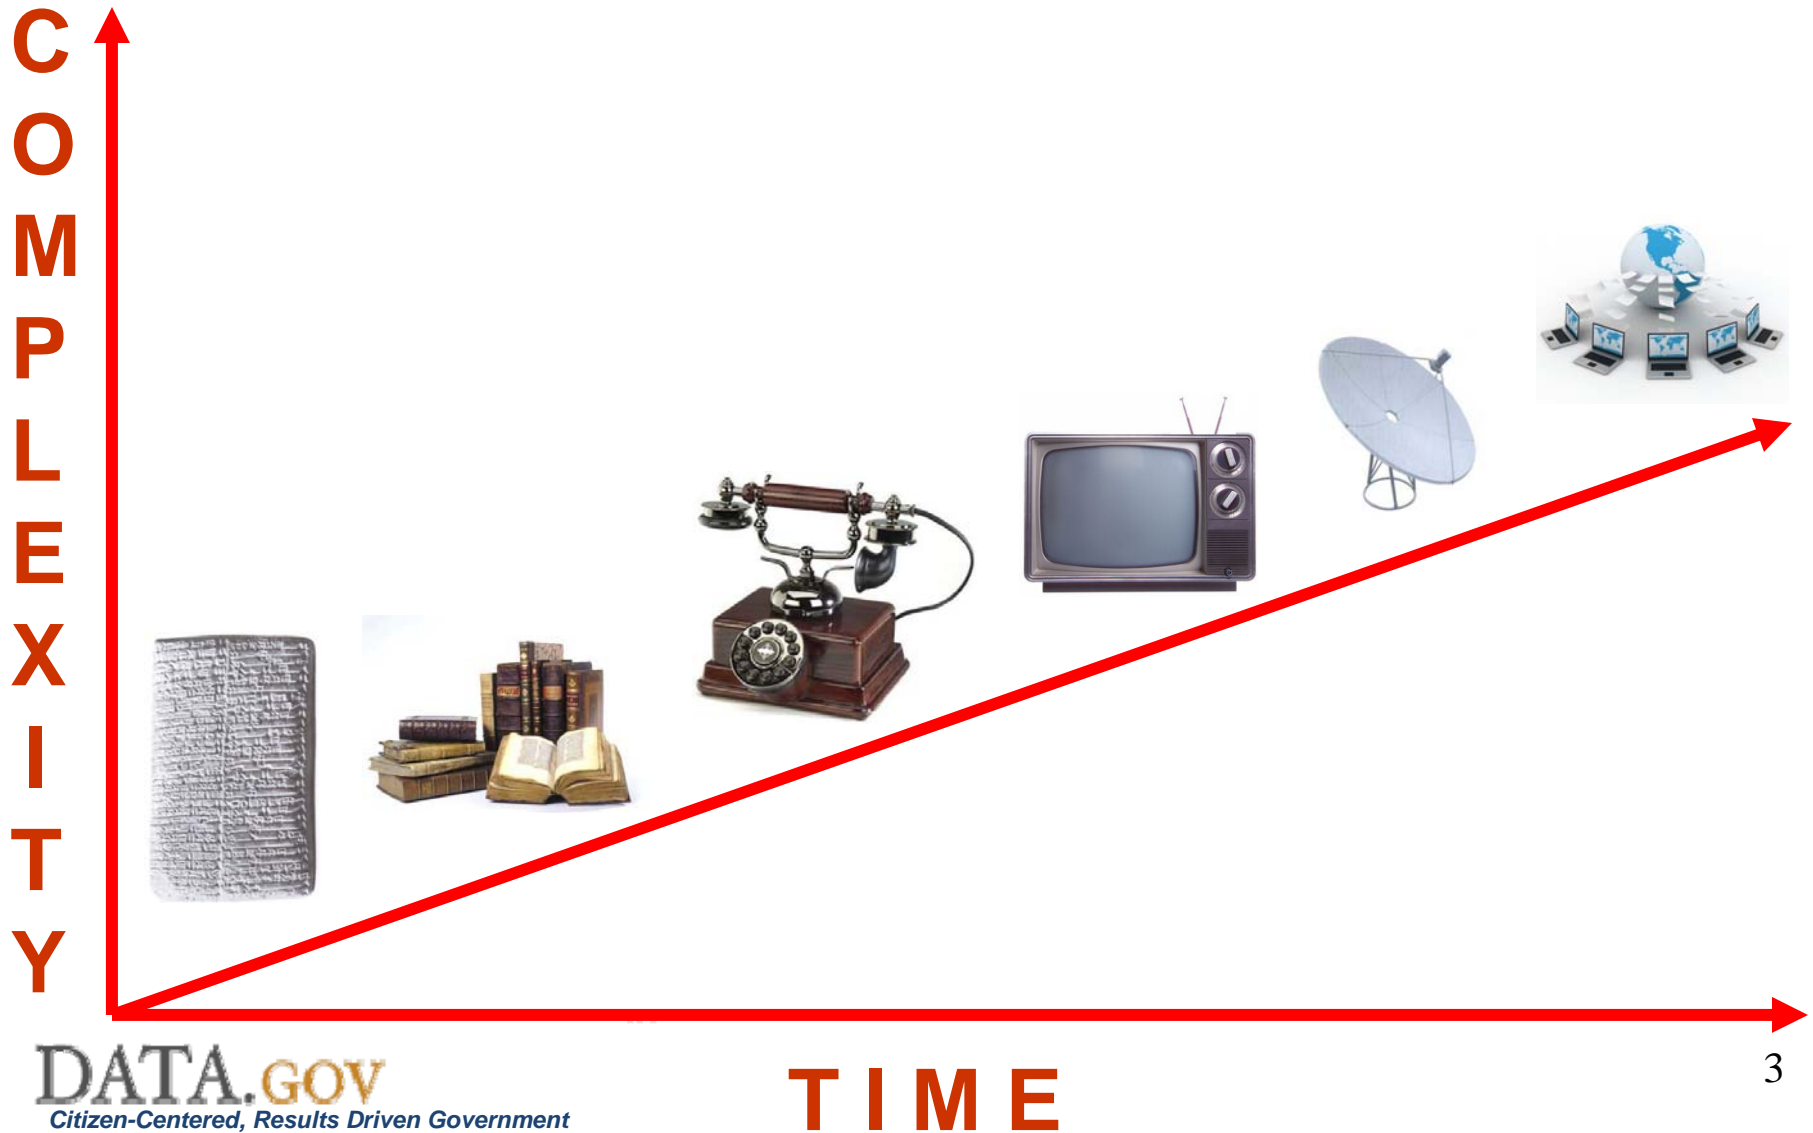 COMPLEXITY
DATA.GOV
Citizen-Centered, Results Driven Government
TIME
3